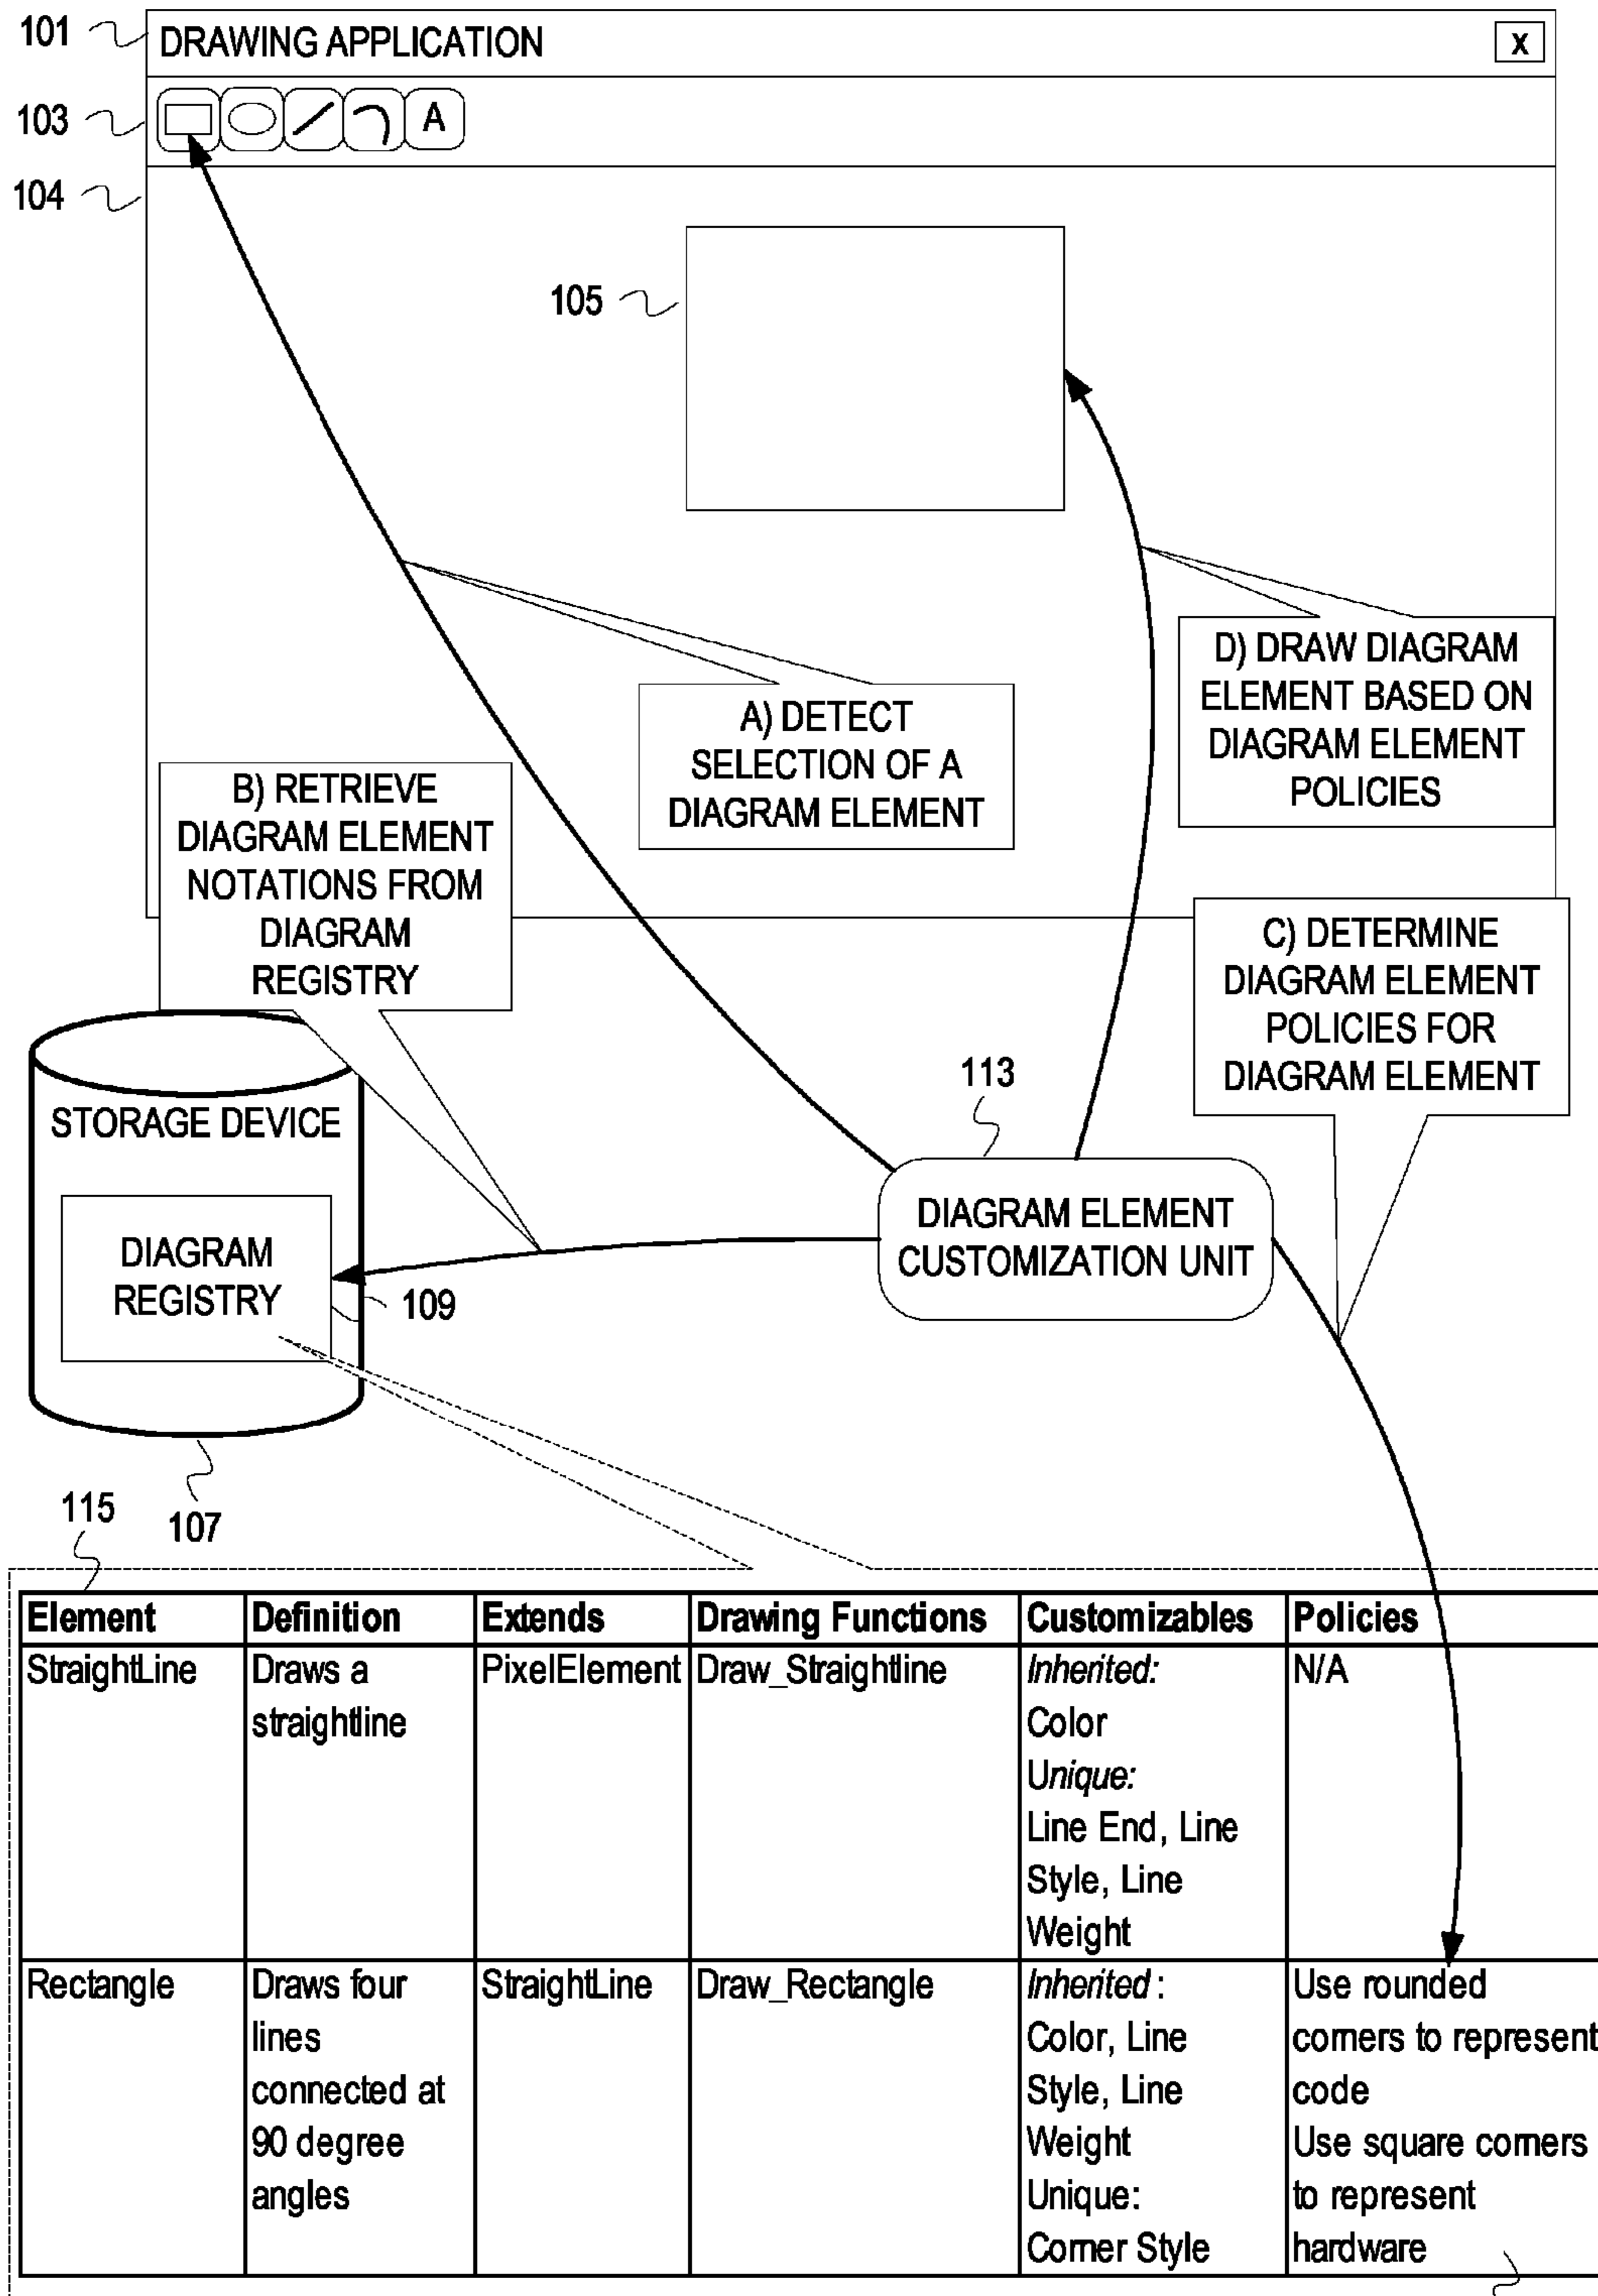 101
DRAWING APPLICATION
X
103
A
104
105
D) DRAW DIAGRAM
ELEMENT BASED ON
DIAGRAM ELEMENT
POLICIES
A) DETECT
SELECTION OF A
DIAGRAM ELEMENT
B) RETRIEVE
DIAGRAM ELEMENT
NOTATIONS FROM
DIAGRAM
REGISTRY
C) DETERMINE
DIAGRAM ELEMENT
POLICIES FOR
DIAGRAM ELEMENT
113
STORAGE DEVICE
DIAGRAM ELEMENT
CUSTOMIZATION UNIT
DIAGRAM
REGISTRY
109
107
115
Element Definition Extends Drawing Functions Customizables Policies
StraightLine Draws a PixelElement Draw_Straightline Inherited: N/A
straightline Color
Unique:
Line End, Line
Style, Line
Weight
Rectangle Draws four StraightLine Draw_Rectangle Inherited : Use rounded
lines Color, Line corners to represent
connected at Style, Line code
90 degree Weight Use square corners
angles Unique: to represent
Corner Style hardware